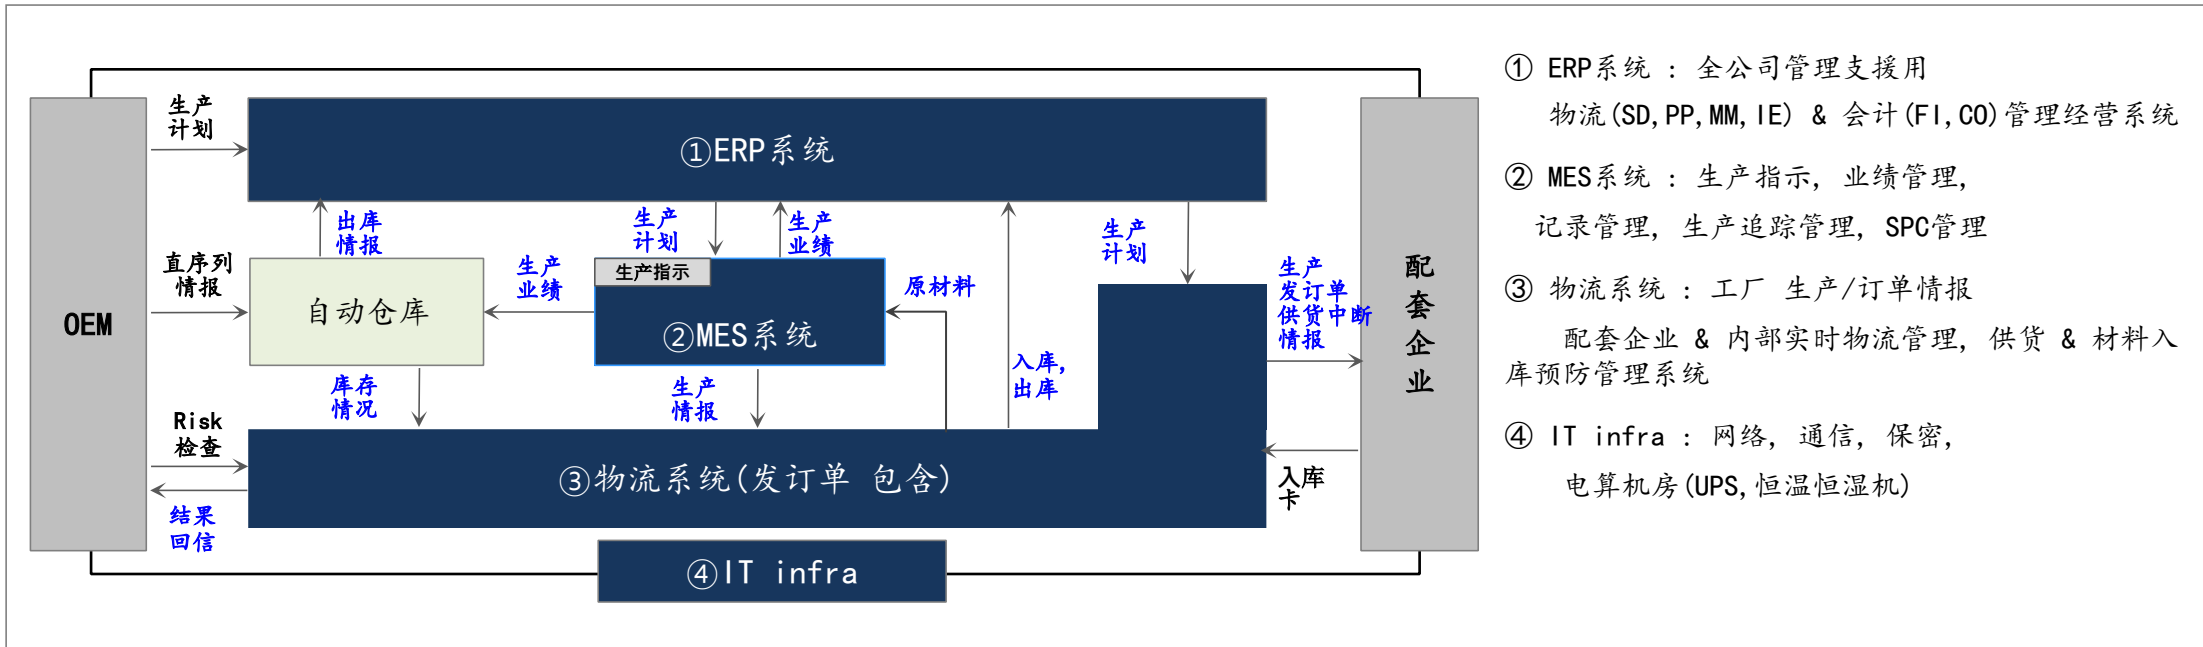 OEM
生产
计划
①ERP系统
出库
情报
生产
计划
生产
业绩
生产
计划
直序列
情报
自动仓库
生产
业绩
生产指示
②MES系统
原材料
生产
发订单
供货中断
情报
配
套
企
业
库存
情况
生产
情报
入库,
出库
Risk
检查
③物流系统(发订单 包含)
入库
卡
结果
回信
④IT infra
① ERP系统 : 全公司管理支援用
物流(SD,PP,MM,IE) & 会计(FI,CO)管理经营系统
② MES系统 : 生产指示, 业绩管理,
记录管理, 生产追踪管理, SPC管理
③ 物流系统 : 工厂 生产/订单情报
配套企业 & 内部实时物流管理, 供货 & 材料入
库预防管理系统
④ IT infra : 网络, 通信, 保密,
电算机房(UPS,恒温恒湿机)